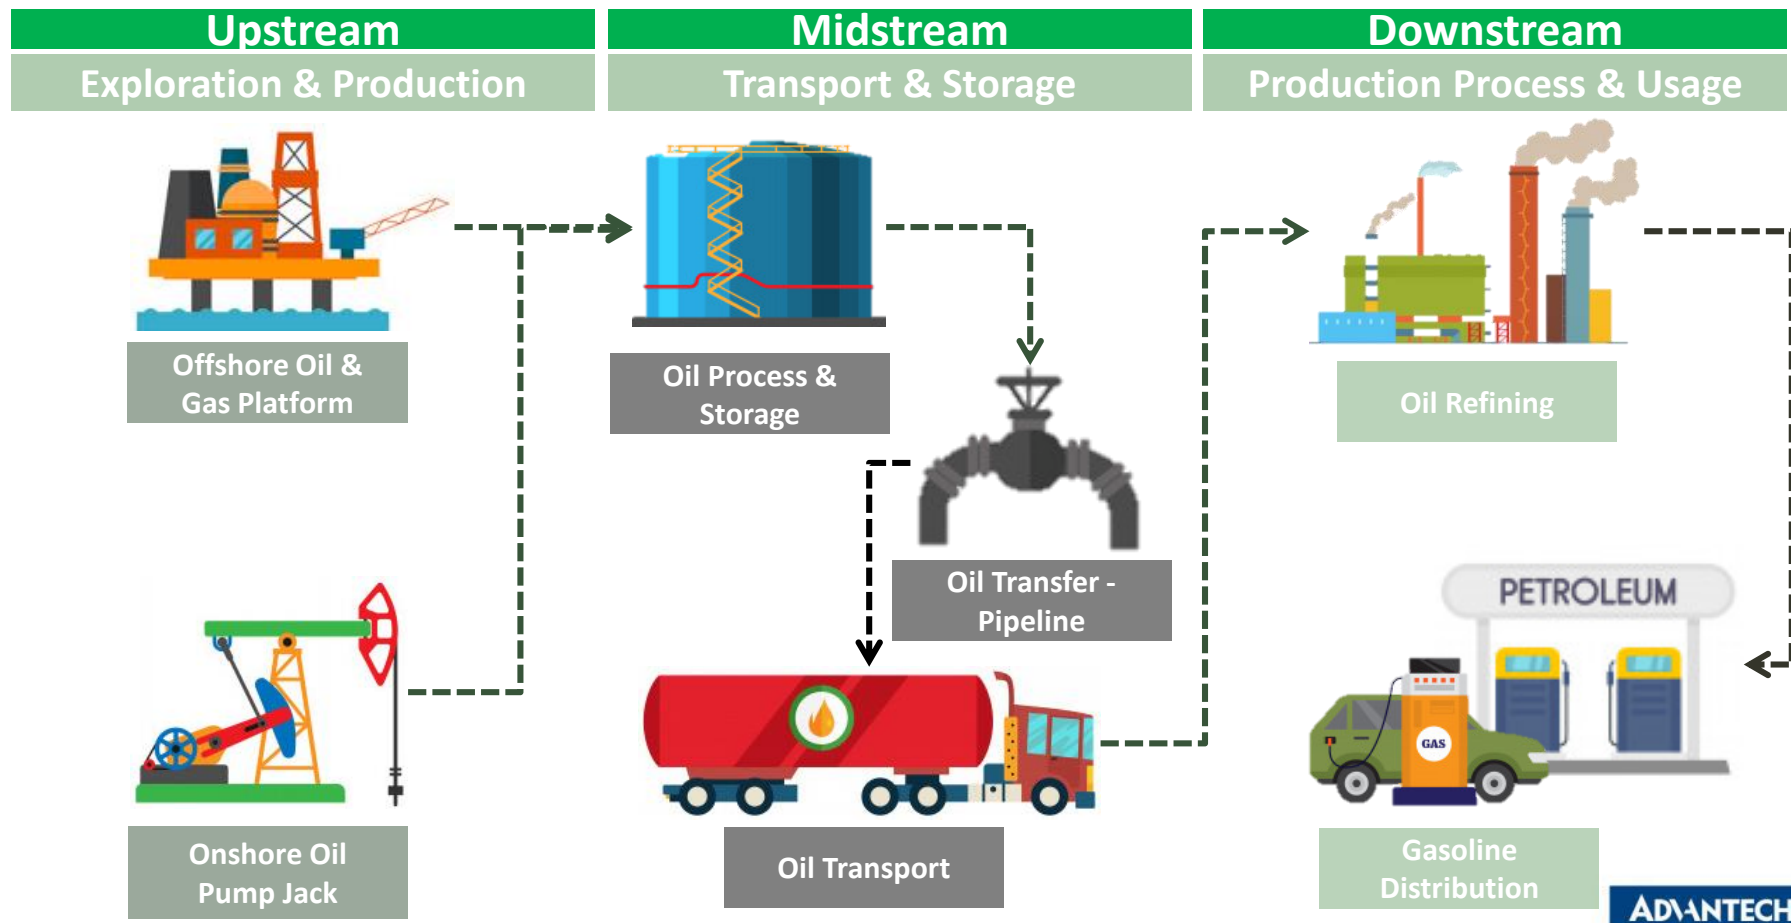 Upstream
Midstream
Downstream
Exploration & Production
Transport & Storage
Production Process & Usage
Offshore Oil &
Gas Platform
Oil Process &
Storage
Oil Refining
Oil Transfer -
Pipeline
PETROLEUM
GAS
Onshore Oil
Pump Jack
Oil Transport
Gasoline
Distribution
ADVANTECH